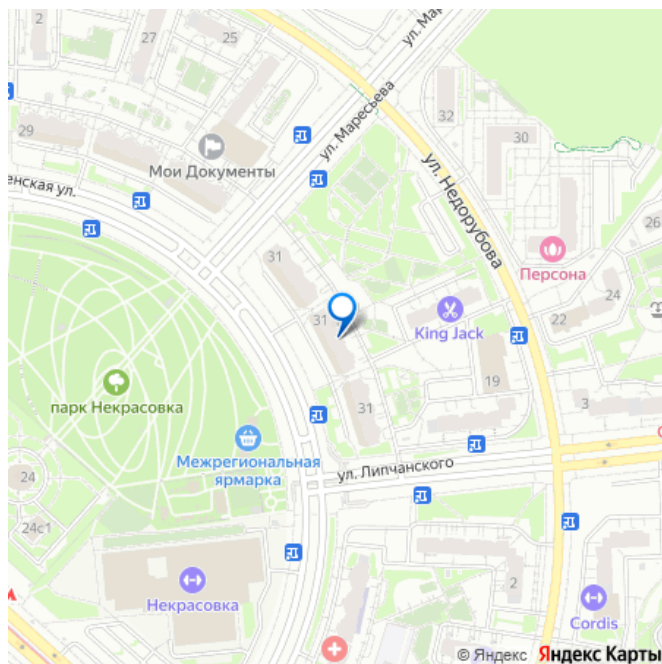 2
27
25
ул. Ма
29
Мои Документы
ул. Маресьева
32
30
ул. Недорубова
енская ул.
26
Персона
31
24
31
King Jack
22
парк Некрасовка
19
3
31
Межрегиональная
ярмарка
ул. Липчанского
24
24с1
Некрасовка
2
Cordis
© Яндекс Яндекс Карты